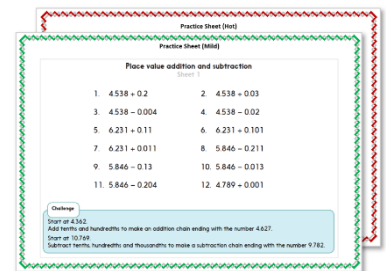 Practice Sheet (Hot)
Practice Sheet (Mild)
Place value addition and subtraction
Sheet 1
1. 4.538 + 0.2 2. 4.538 + 0.03
3. 4.538 – 0.004 4. 4.538 – 0.02
5. 6.231 + 0.11 6. 6.231 + 0.101
7. 6.231 + 0.011 8. 5.846 – 0.211
9. 5.846 – 0.13 10. 5.846 – 0.013
11. 5.846 – 0.204 12. 4.789 + 0.001
Challenge
Start at 4.362.
Add tenths and hundredths to make an addition chain ending with the number 4.627.
Start at 10.769.
Subtract tenths, hundredths and thousandths to make a subtraction chain ending with the number 9.782.